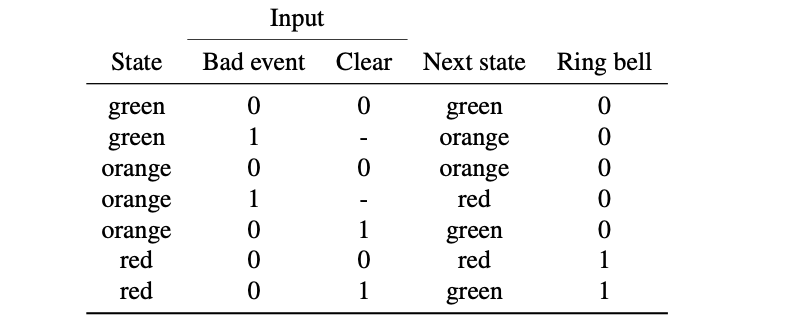 Input
State Bad event Clear Next state Ring bell
green 0 0 green 0
green 1 - orange 0
orange 0 0 orange 0
orange 1 - red 0
orange 0 1 green 0
red 0 0 red 1
red 0 1 green 1